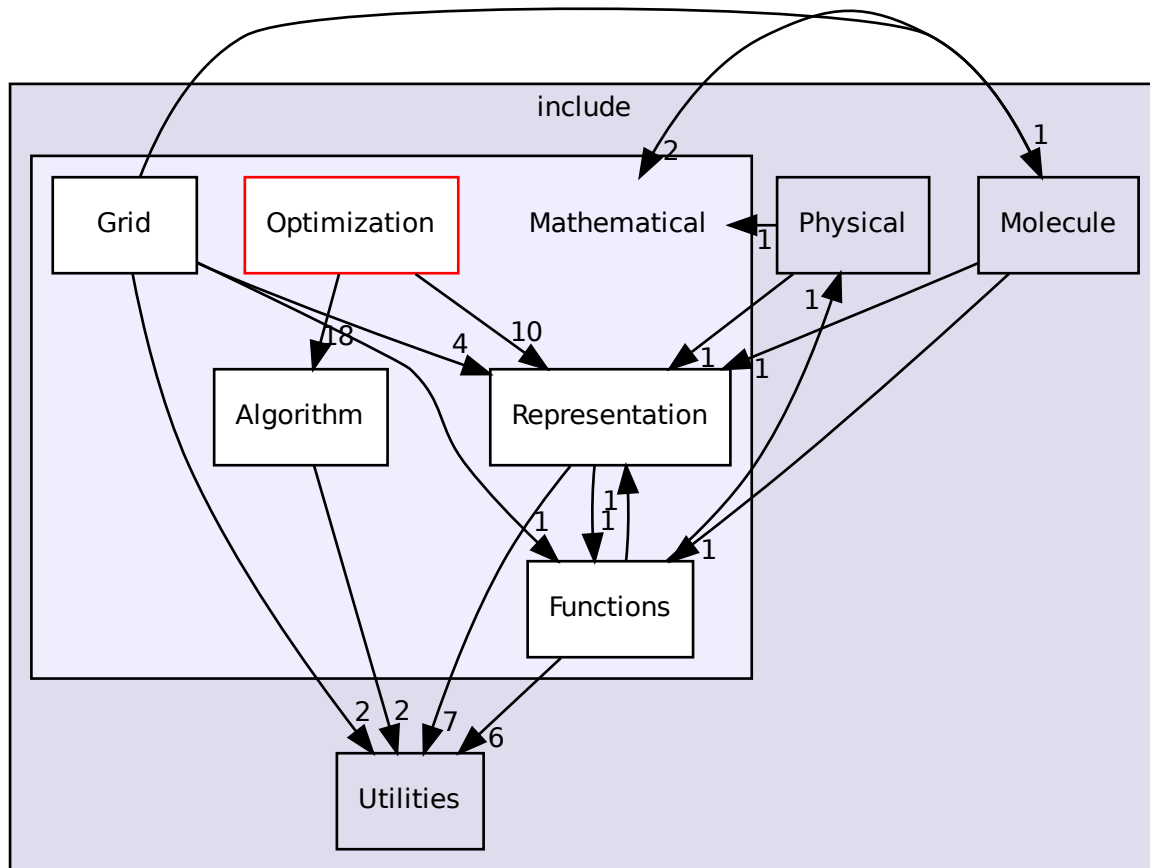 include
1
2
Grid
Optimization
Mathematical
Physical
Molecule
1
1
18
4
10
1
1
Algorithm
Representation
1
1
1
1
Functions
2
2
7
6
Utilities